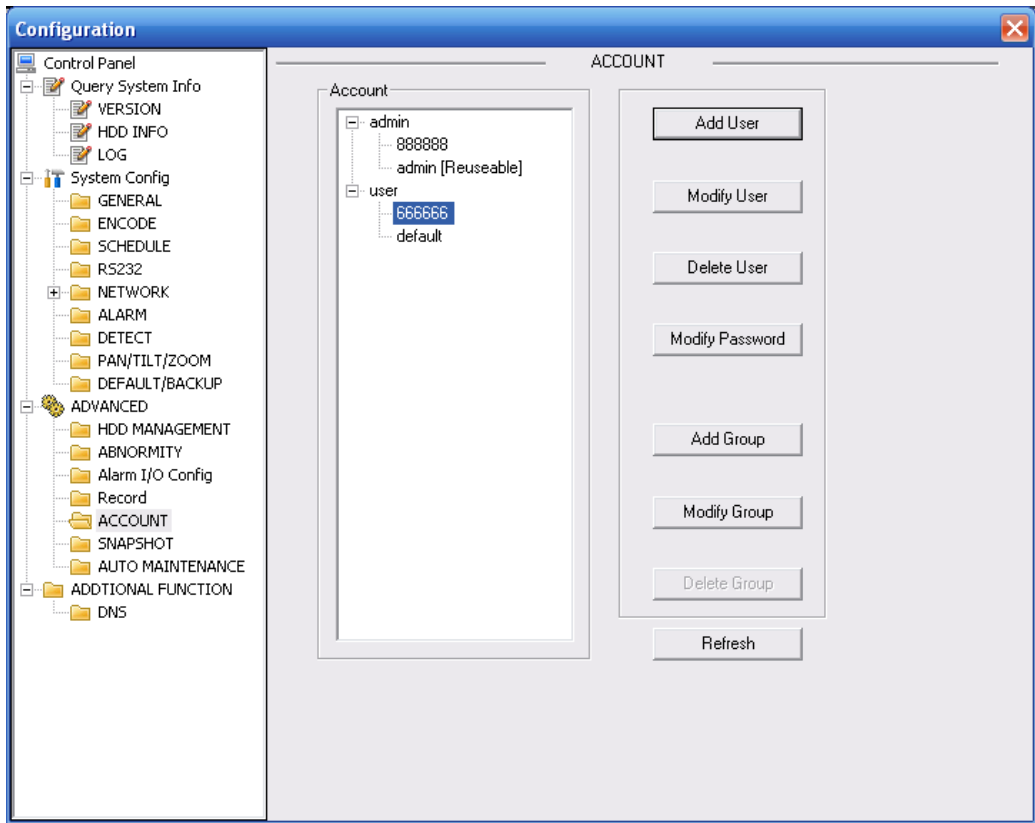 Configuration
Control Panel
Query System Info
VERSION
HDD INFO
LOG
System Config
GENERAL
ENCODE
SCHEDULE
RS232
NETWORK
ALARM
DETECT
PAN/TILT/ZOOM
DEFAULT/BACKUP
ADVANCED
HDD MANAGEMENT
ABNORMITY
Alarm I/O Config
Record
ACCOUNT
SNAPSHOT
AUTO MAINTENANCE
ADDTIONAL FUNCTION
DNS
ACCOUNT
Account
admin
888888
admin [Reuseable]
user
666666
default
Add User
Modify User
Delete User
Modify Password
Add Group
Modify Group
Delete Group
Refresh